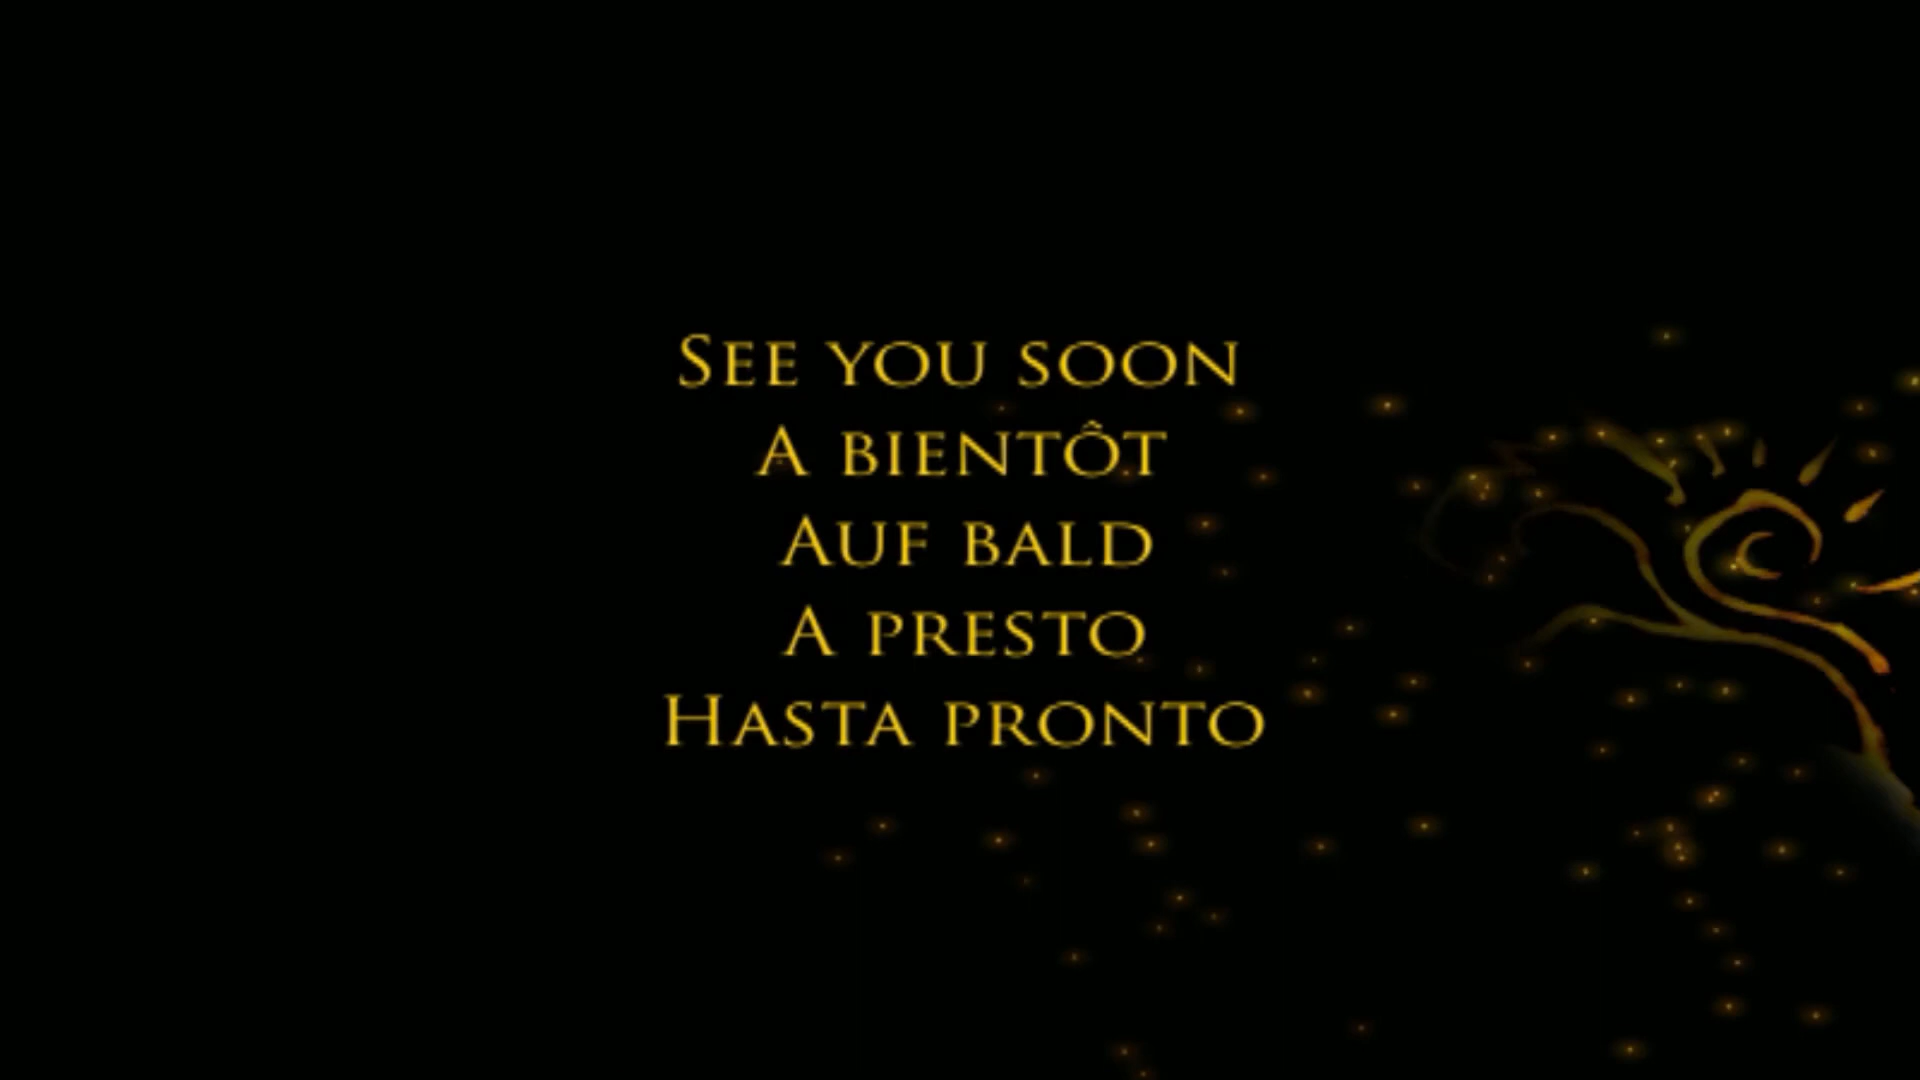 See you soon
A bientôt
Auf bald
A presto
Hasta pronto